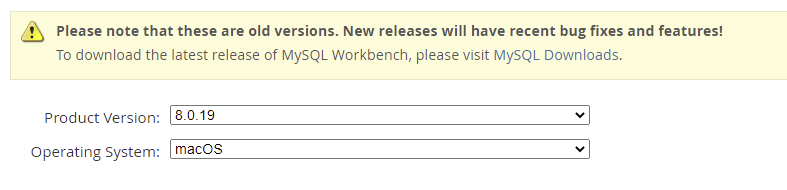 Please note that these are old versions. New releases will have recent bug fixes and features!
To download the latest release of MySQL Workbench, please visit MySQL Downloads.
Product Version: 8.0.19
Operating System: macOS